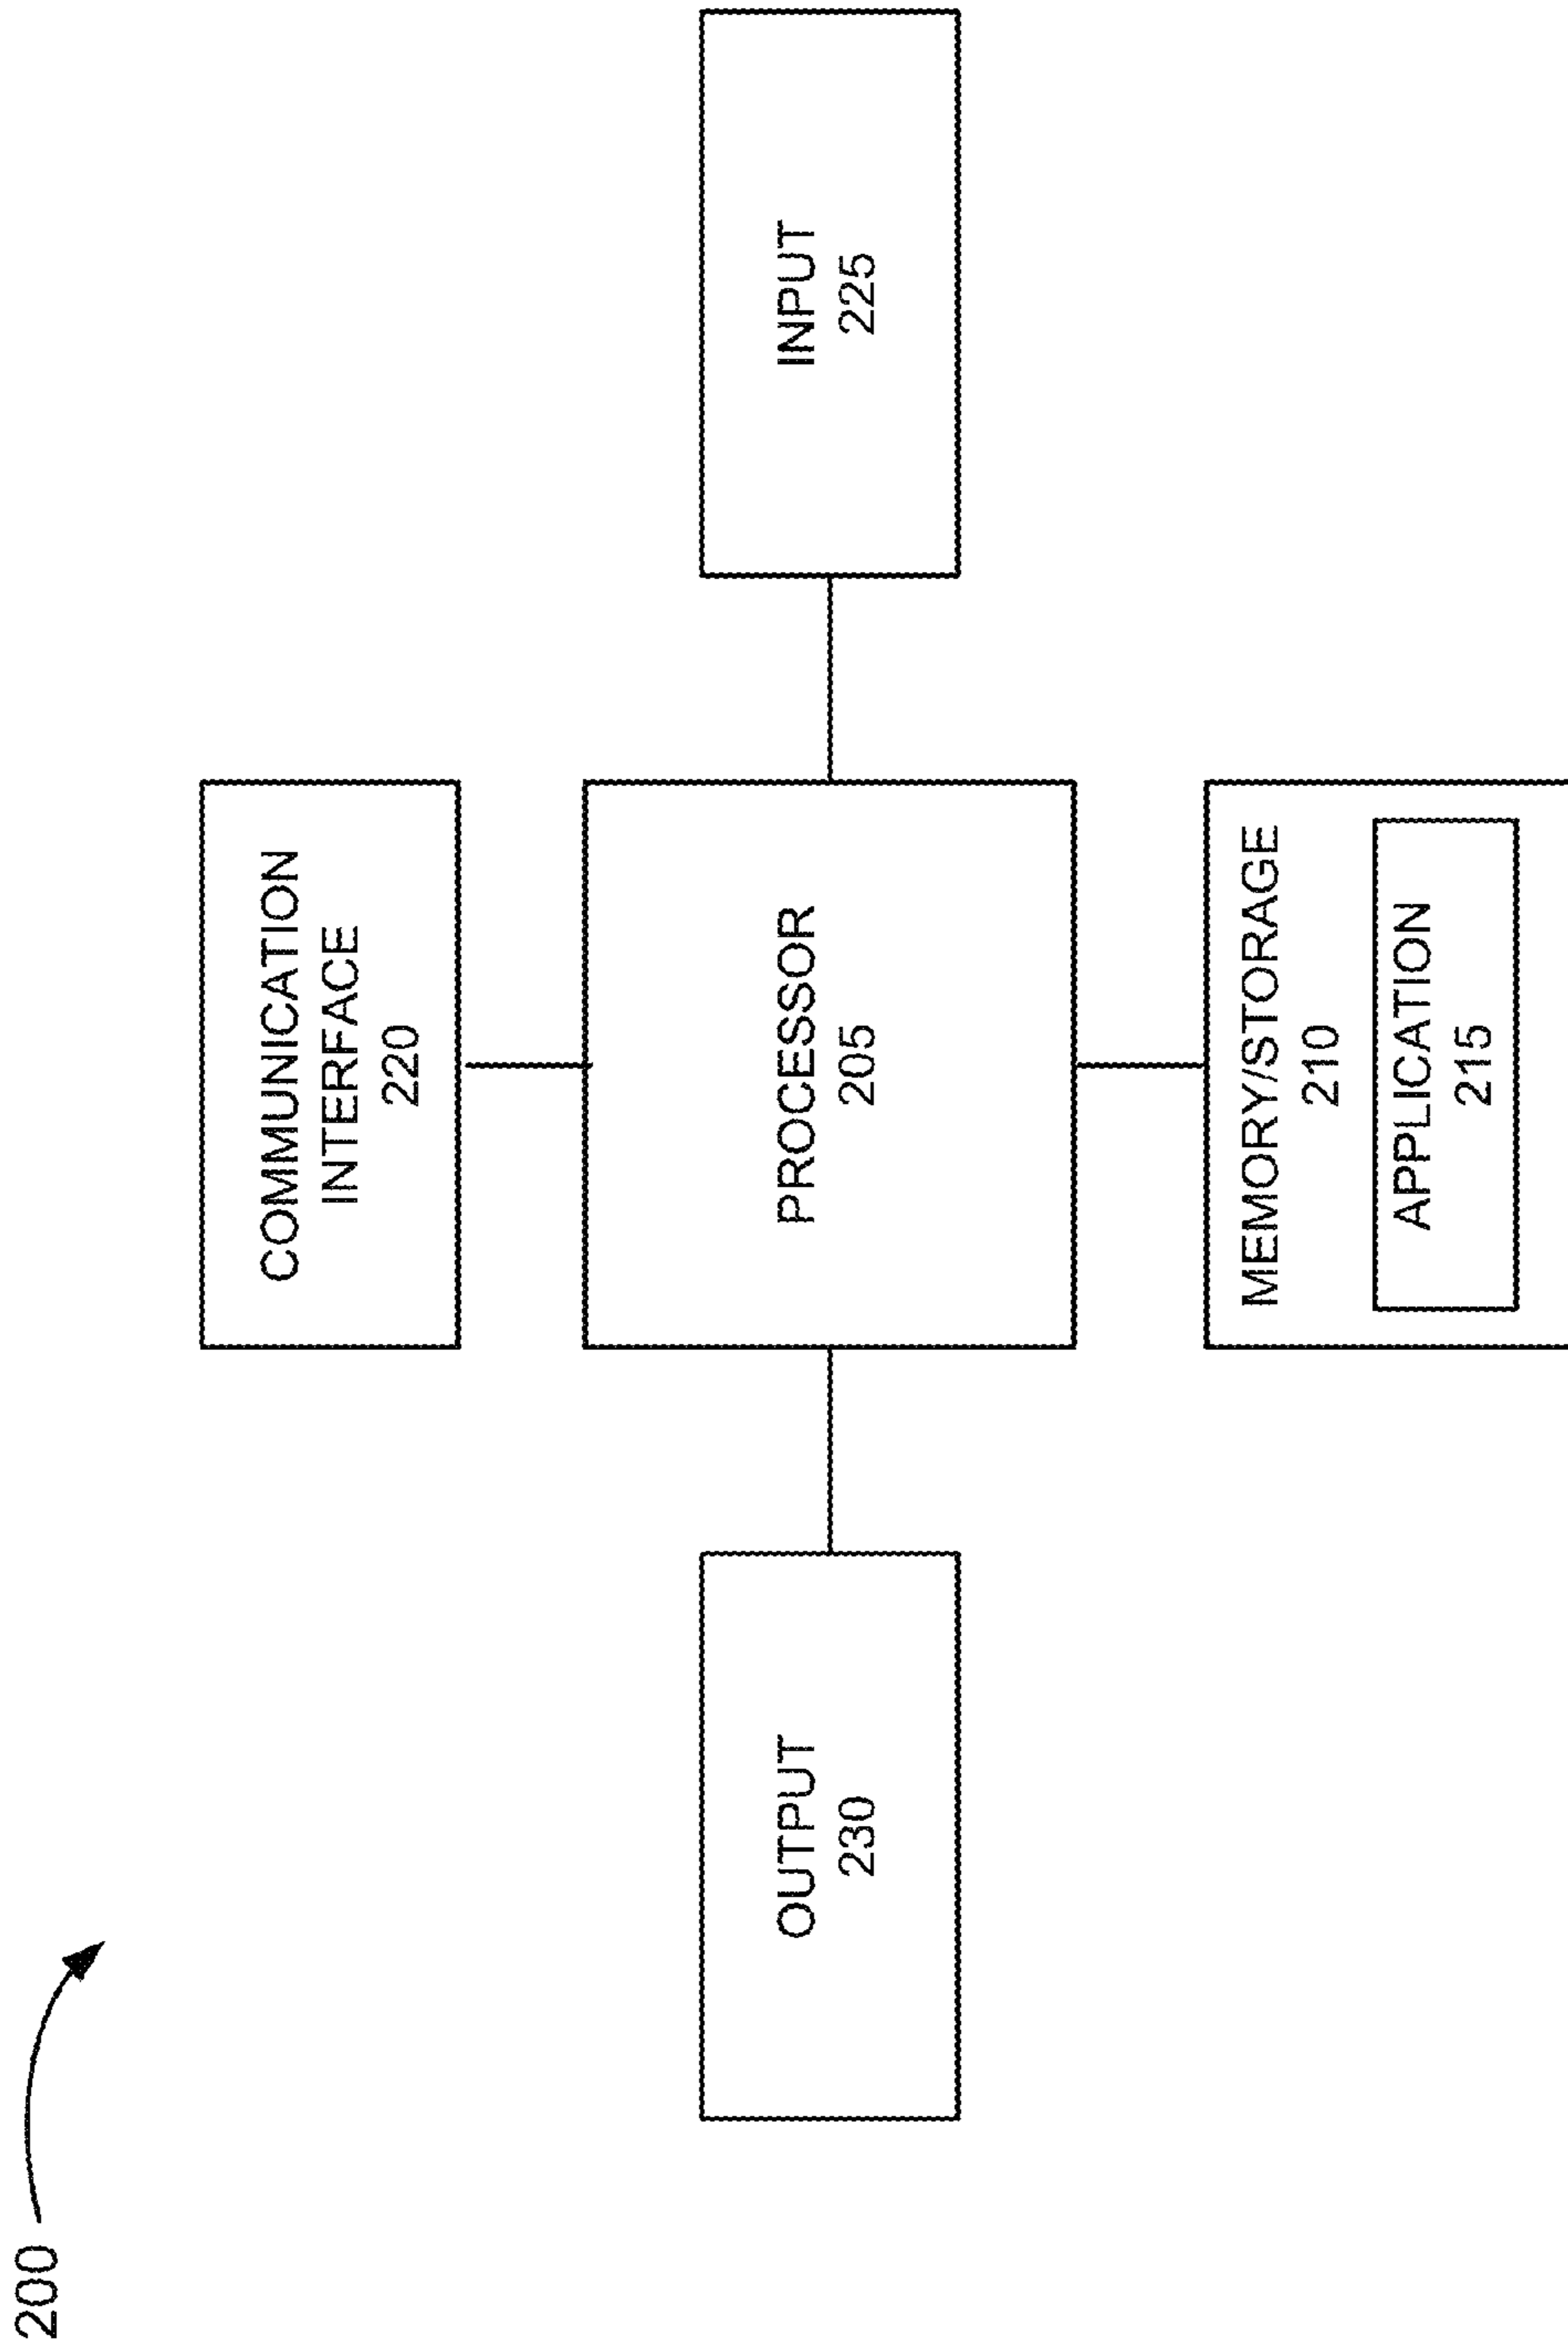 200
COMMUNICATION
INTERFACE
220
OUTPUT
230
PROCESSOR
205
INPUT
225
MEMORY/STORAGE
210
APPLICATION
215